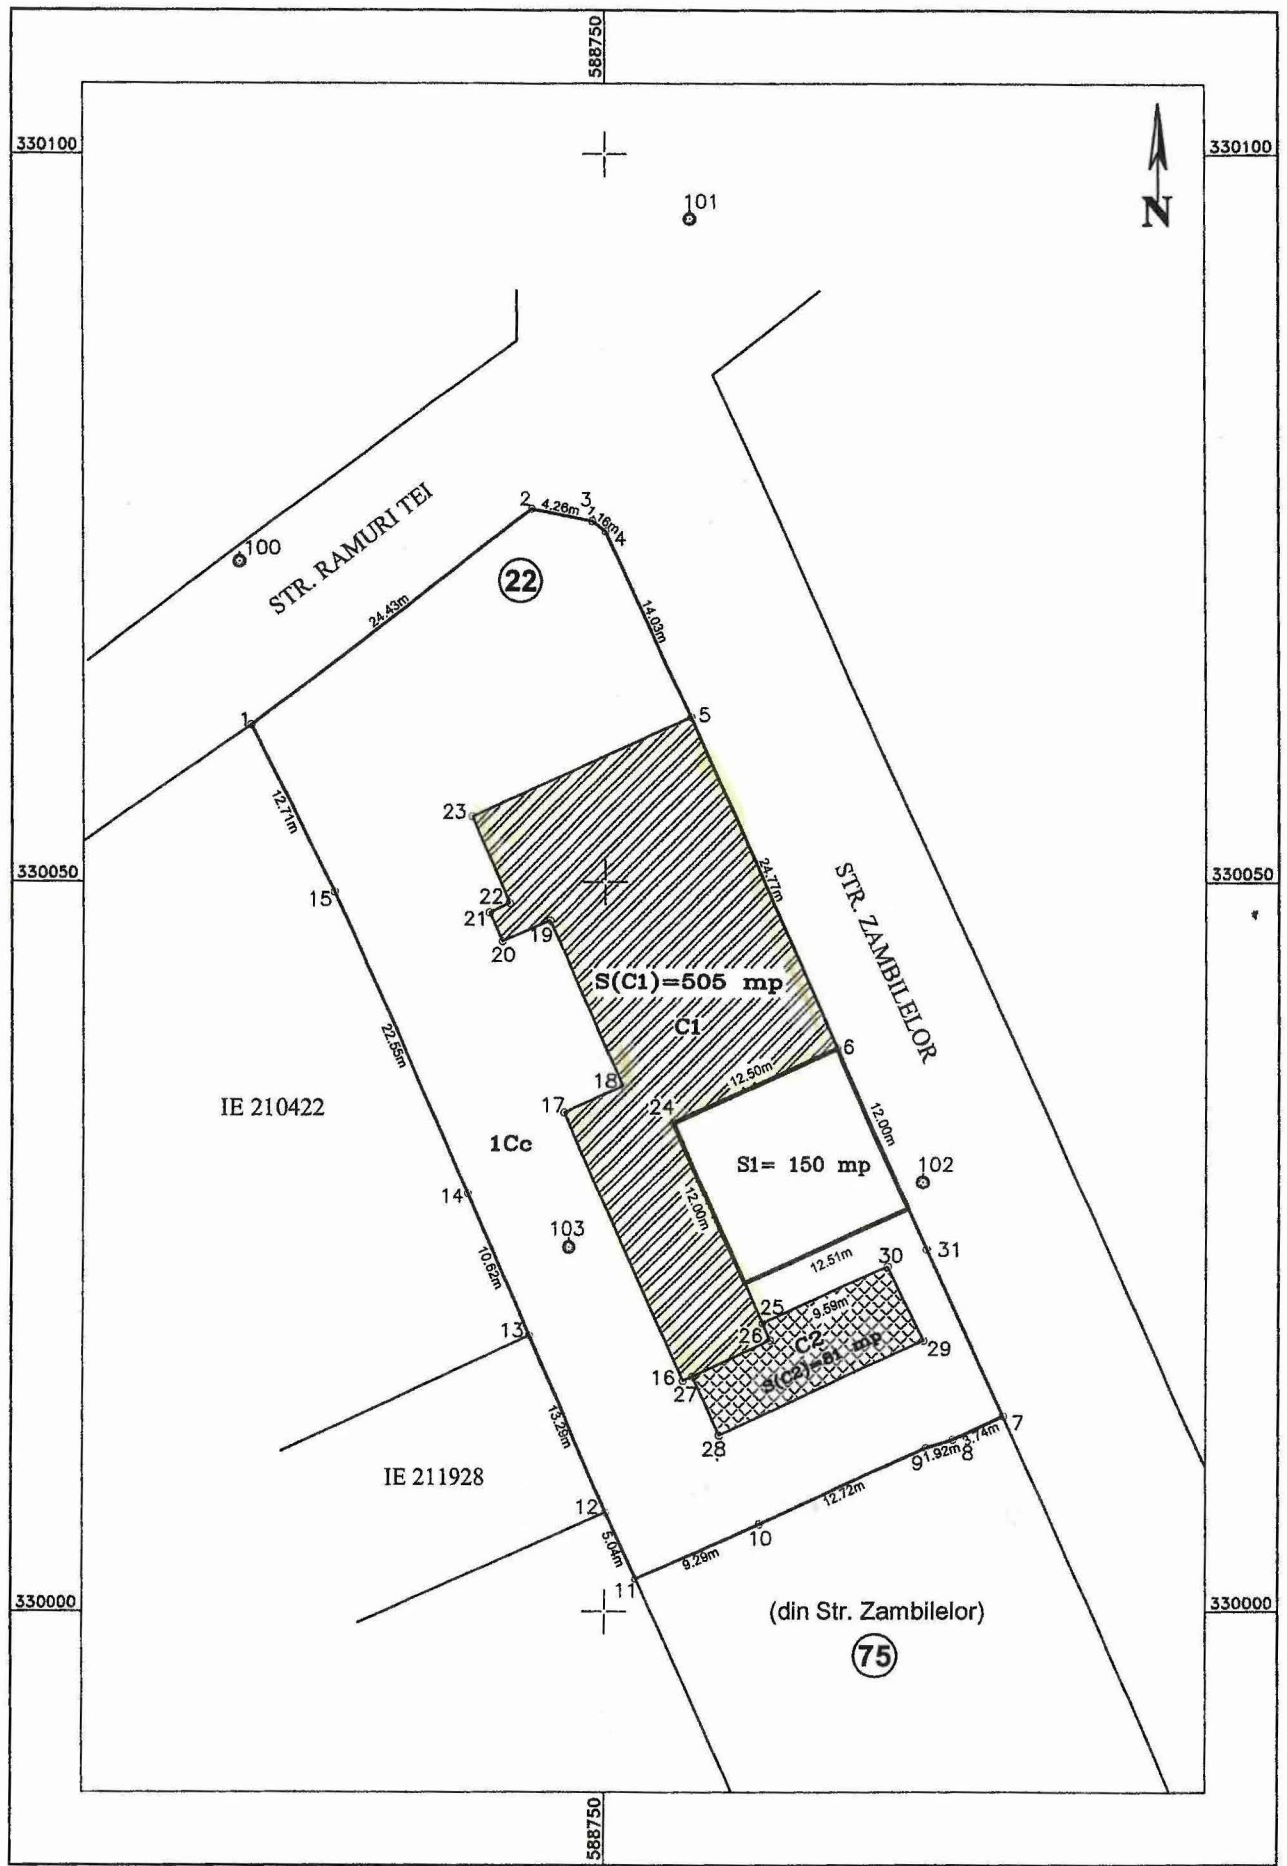 588750
330100
330100
101
N
2
4.26m
3
1.16m
4
100
STR. RAMURI TEI
22
24.43m
14.03m
1
5
12.71m
23
330050
330050
24.77m
STR. ZAMBILELOR
15
22
21
19
20
S(C1)=505 mp
C1
22.55m
6
18
12.50m
IE 210422
17
24
12.00m
1Cc
S1= 150 mp
102
14
12.00m
103
31
10.62m
12.51m
30
25
9.59m
13
26
C2
29
S(C2)=81 mp
16
27
13.29m
28
7
3.74m
8
1.92m
9
IE 211928
12.72m
12
10
5.04m
9.29m
11
330000
330000
(din Str. Zambilelor)
75
588750